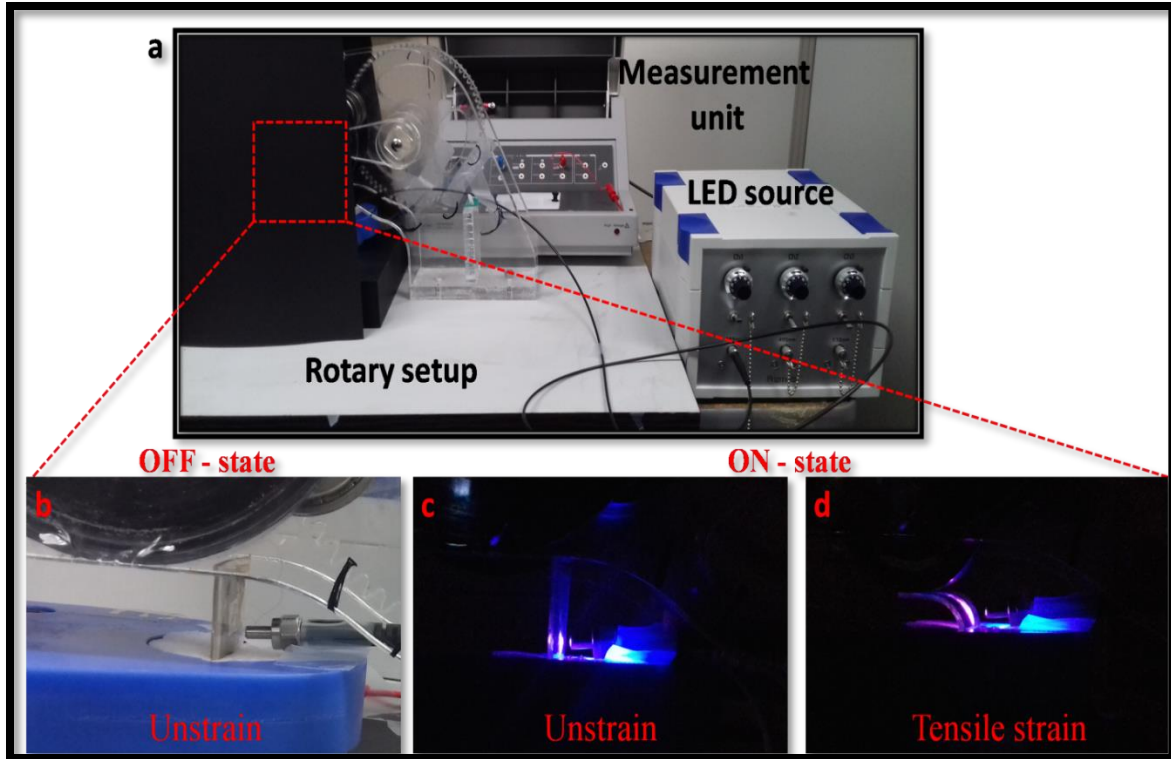 a
Measurement
unit
LED source
Rotary setup
OFF - state
ON - state
b
c
d
Unstrain
Unstrain
Tensile strain